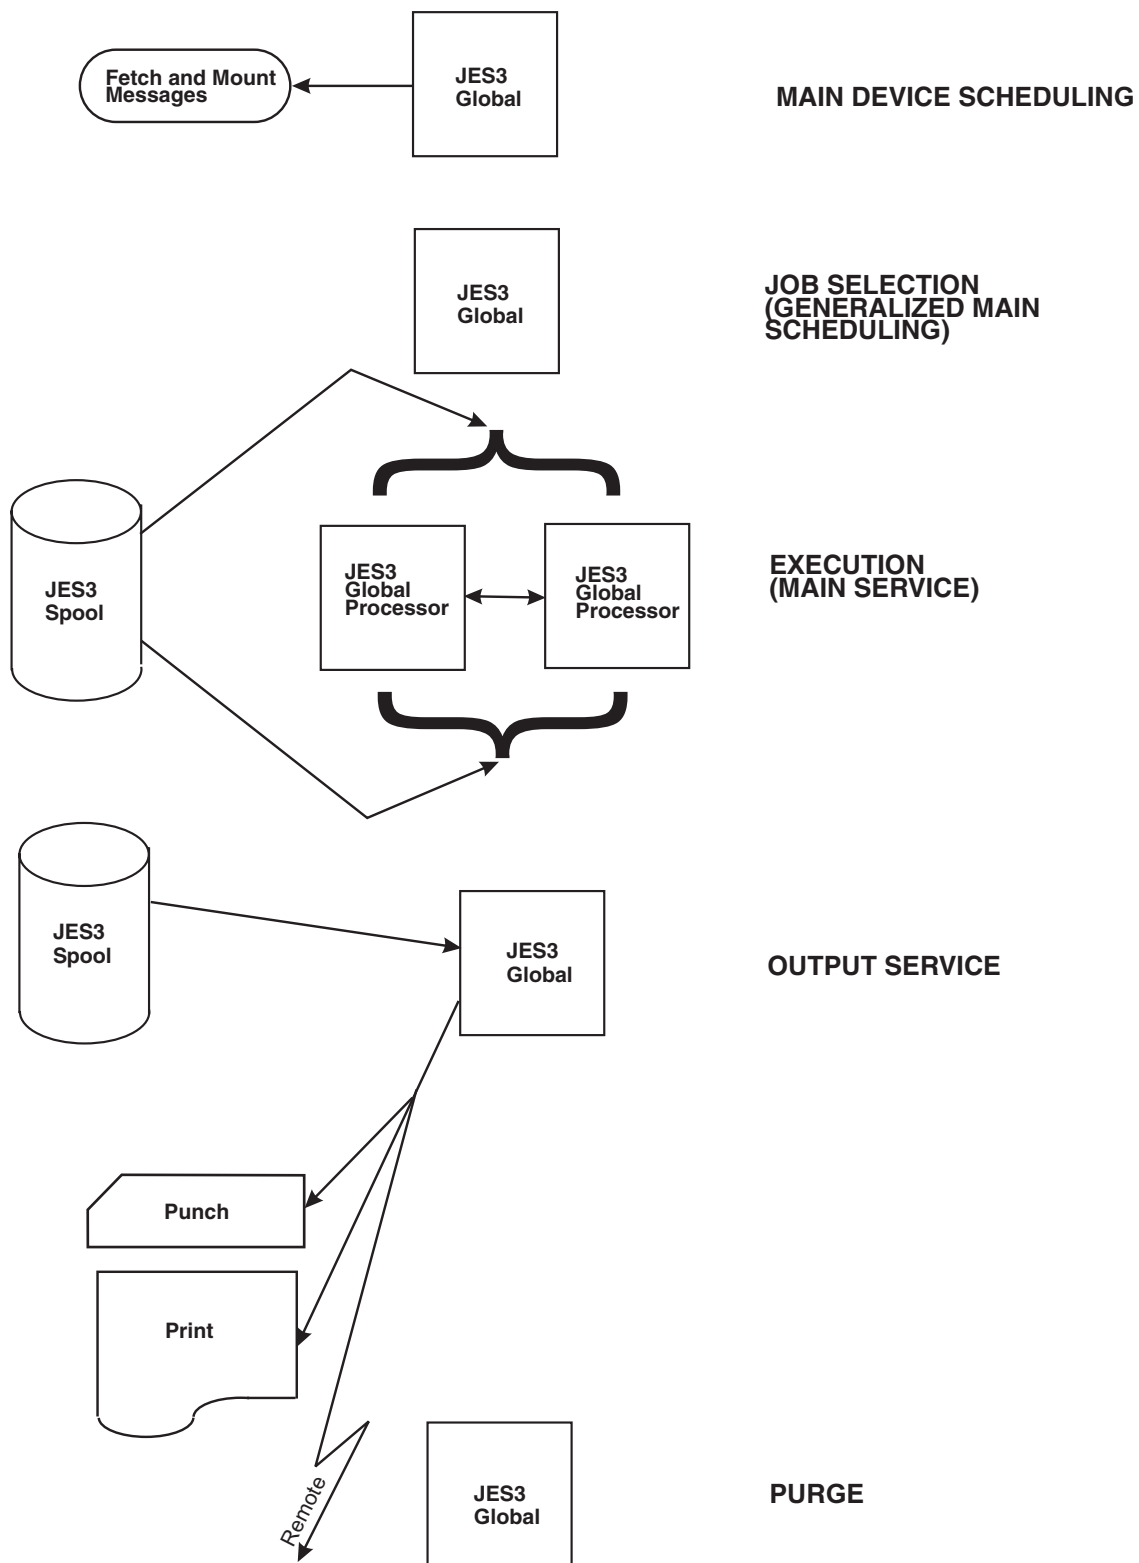 Fetch and Mount
Messages
JES3
Global
MAIN DEVICE SCHEDULING
JES3
Global
JOB SELECTION
(GENERALIZED MAIN
SCHEDULING)
JES3
Spool
JES3
Global
Processor
JES3
Global
Processor
EXECUTION
(MAIN SERVICE)
JES3
Spool
JES3
Global
OUTPUT SERVICE
Punch
Print
Remote
JES3
Global
PURGE